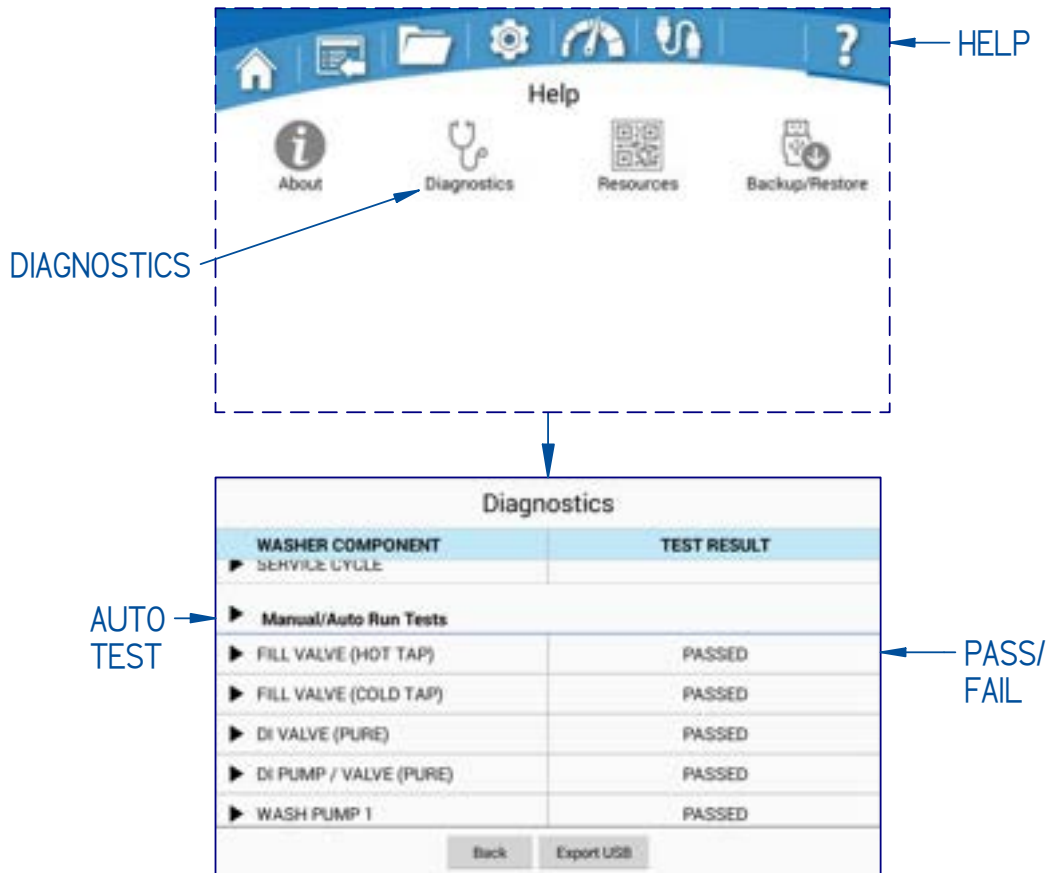 ?
HELP
Help
i
About
Diagnostics
Resources
Backup/Restore
DIAGNOSTICS
Diagnostics
WASHER COMPONENT
TEST RESULT
SERVICE CYCLE
AUTO
TEST
Manual/Auto Run Tests
FILL VALVE (HOT TAP)
PASSED
PASS/
FAIL
FILL VALVE (COLD TAP)
PASSED
DI VALVE (PURE)
PASSED
DI PUMP / VALVE (PURE)
PASSED
WASH PUMP 1
PASSED
Back
Export USB